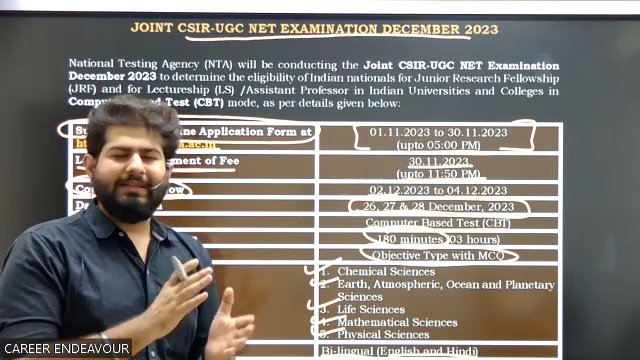 JOINT CSIR-UGC NET EXAMINATION DECEMBER 2023
National Testing Agency (NTA) will be conducting the Joint CSIR-UGC NET Examination
December 2023 to determine the eligibility of Indian nationals for Junior Research Fellowship
(JRF) and for Lectureship (LS) /Assistant Professor in Indian Universities and Colleges in
Test (CBT) mode, as per details given below:
Application Form at
01.11.2023 to 30.11.2023
(upto 05:00 PM)
of Fee
30.11.2023
(upto 11:50 PM)
02.12.2023 to 04.12.2023
26, 27 & 28 December, 2023
Computer Based Test (CBT)
180 minutes (03 hours)
Objective Type with MCQ
1. Chemical Sciences
2. Earth, Atmospheric, Ocean and Planetary
Sciences
3. Life Sciences
4. Mathematical Sciences
5. Physical Sciences
Bi-lingual (English and Hindi)
CAREER ENDEAVOUR